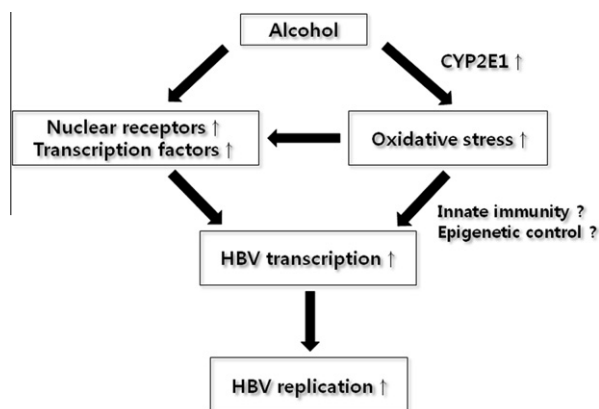 Alcohol
CYP2E1 ↑
Nuclear receptors ↑
Transcription factors ↑
Oxidative stress ↑
Innate immunity ?
Epigenetic control ?
HBV transcription ↑
HBV replication ↑